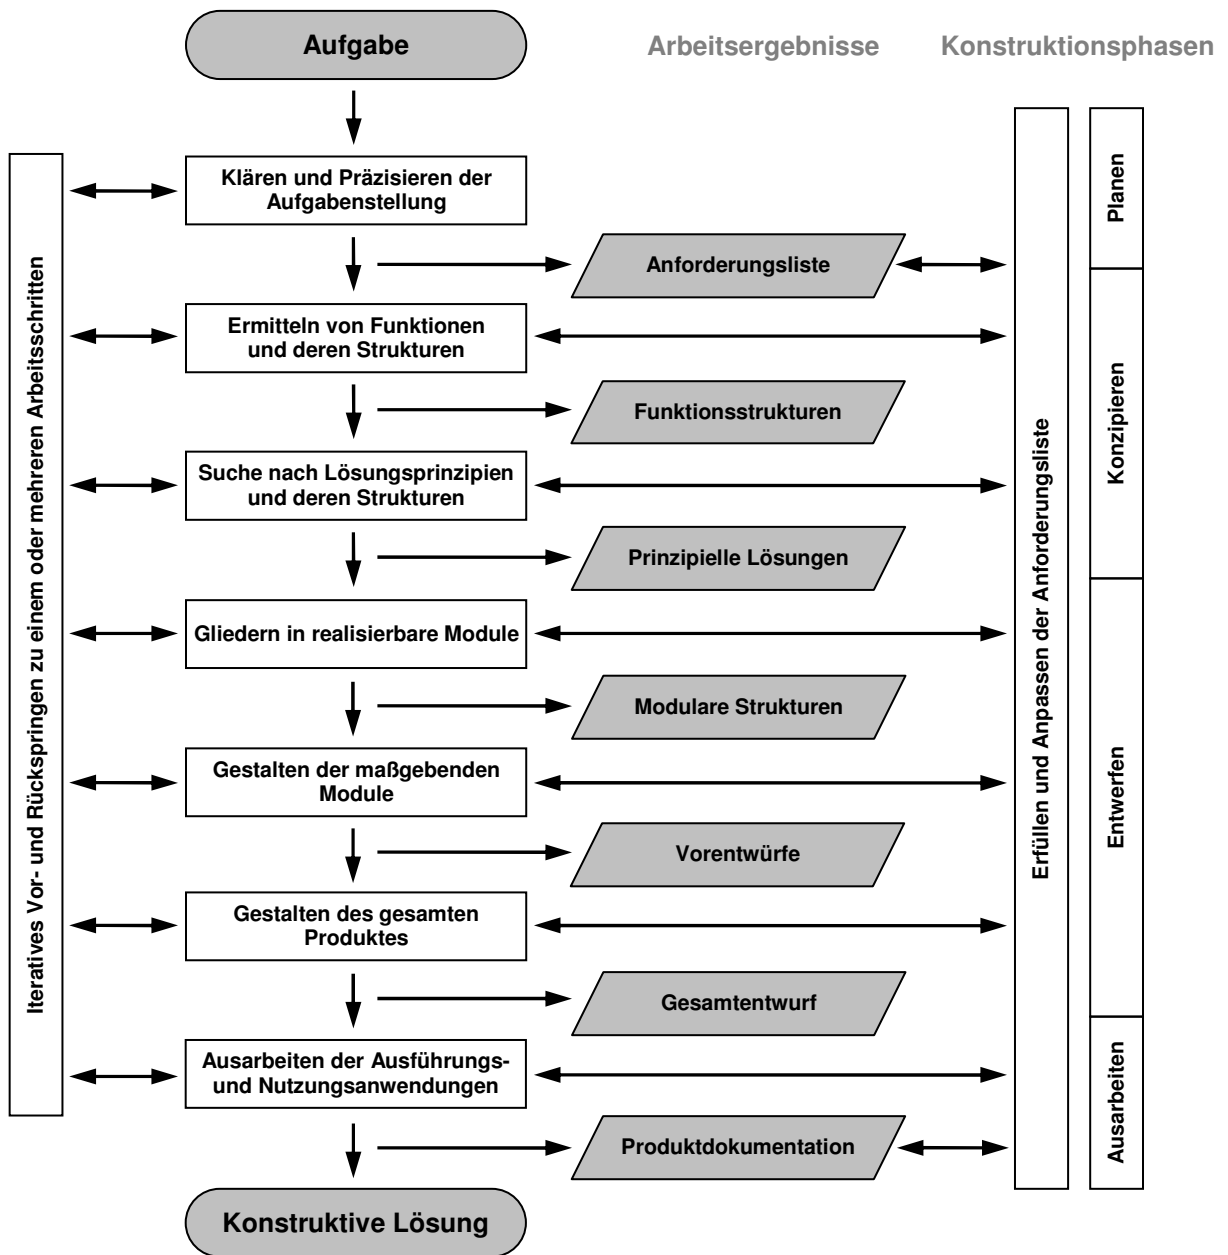 Aufgabe
Arbeitsergebnisse
Konstruktionsphasen
Klären und Präzisieren der
Aufgabenstellung
Anforderungsliste
Ermitteln von Funktionen
und deren Strukturen
Funktionsstrukturen
Suche nach Lösungsprinzipien
und deren Strukturen
Prinzipielle Lösungen
Gliedern in realisierbare Module
Modulare Strukturen
Gestalten der maßgebenden
Module
Vorentwürfe
Gestalten des gesamten
Produktes
Gesamtentwurf
Ausarbeiten der Ausführungs-
und Nutzungsanwendungen
Produktdokumentation
Konstruktive Lösung
Iteratives Vor- und Rückspringen zu einem oder mehreren Arbeitsschritten
Erfüllen und Anpassen der Anforderungsliste
Planen
Konzipieren
Entwerfen
Ausarbeiten